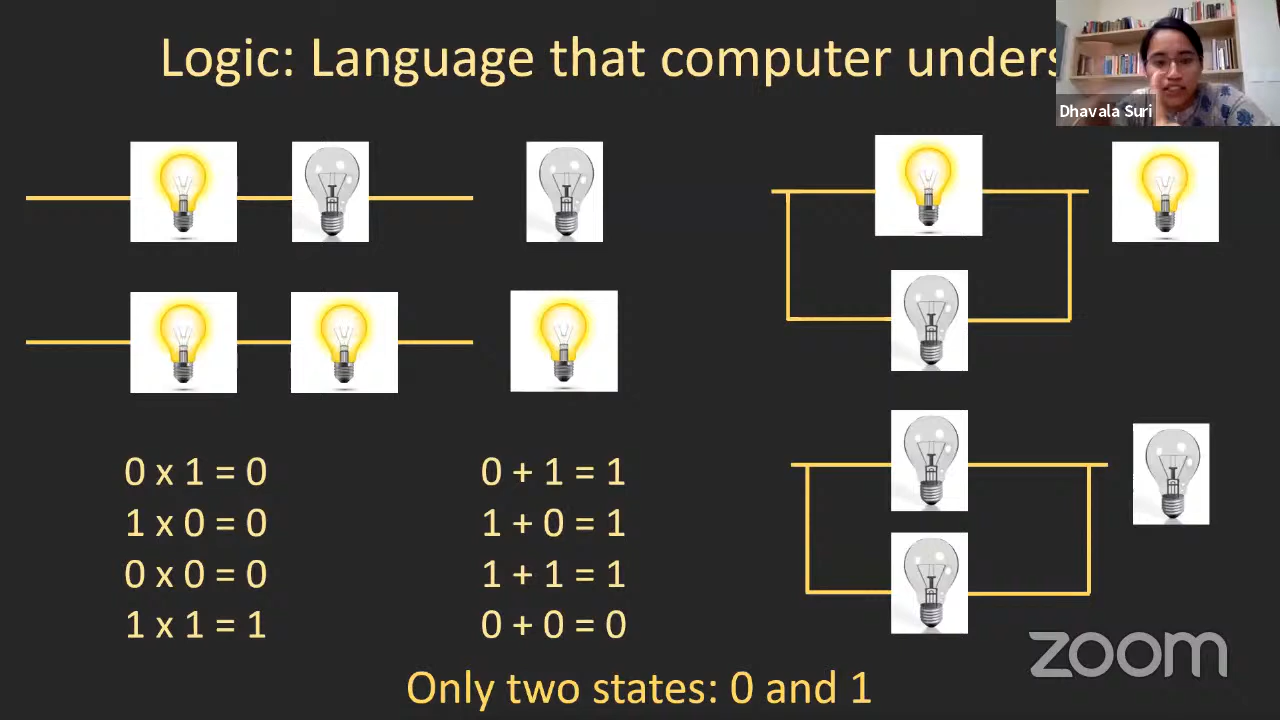 Logic: Language that computer unders
Dhavala Suri
0 x 1 = 0
1 x 0 = 0
0 x 0 = 0
1 x 1 = 1
0 + 1 = 1
1 + 0 = 1
1 + 1 = 1
0 + 0 = 0
zoom
Only two states: 0 and 1